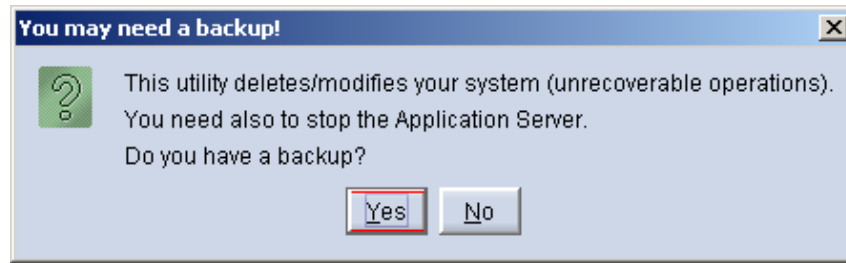 You may need a backup!
This utility deletes/modifies your system (unrecoverable operations).
You need also to stop the Application Server.
Do you have a backup?
Yes No